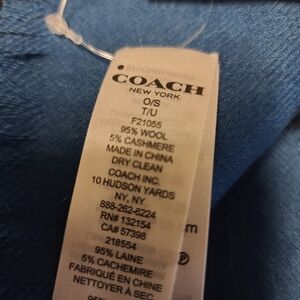 COACH
NEW YORK
O/S
T/U
F21055
95% WOOL
5% CASHMERE
MADE IN CHINA
DRY CLEAN
COACH INC.
10 HUDSON YARDS
NY, NY
888-262-6224
RN# 132154
CA# 57398
218554
95% LAINE
5% CACHEMIRE
FABRIQUÉ EN CHINE
NETTOYER À SEC